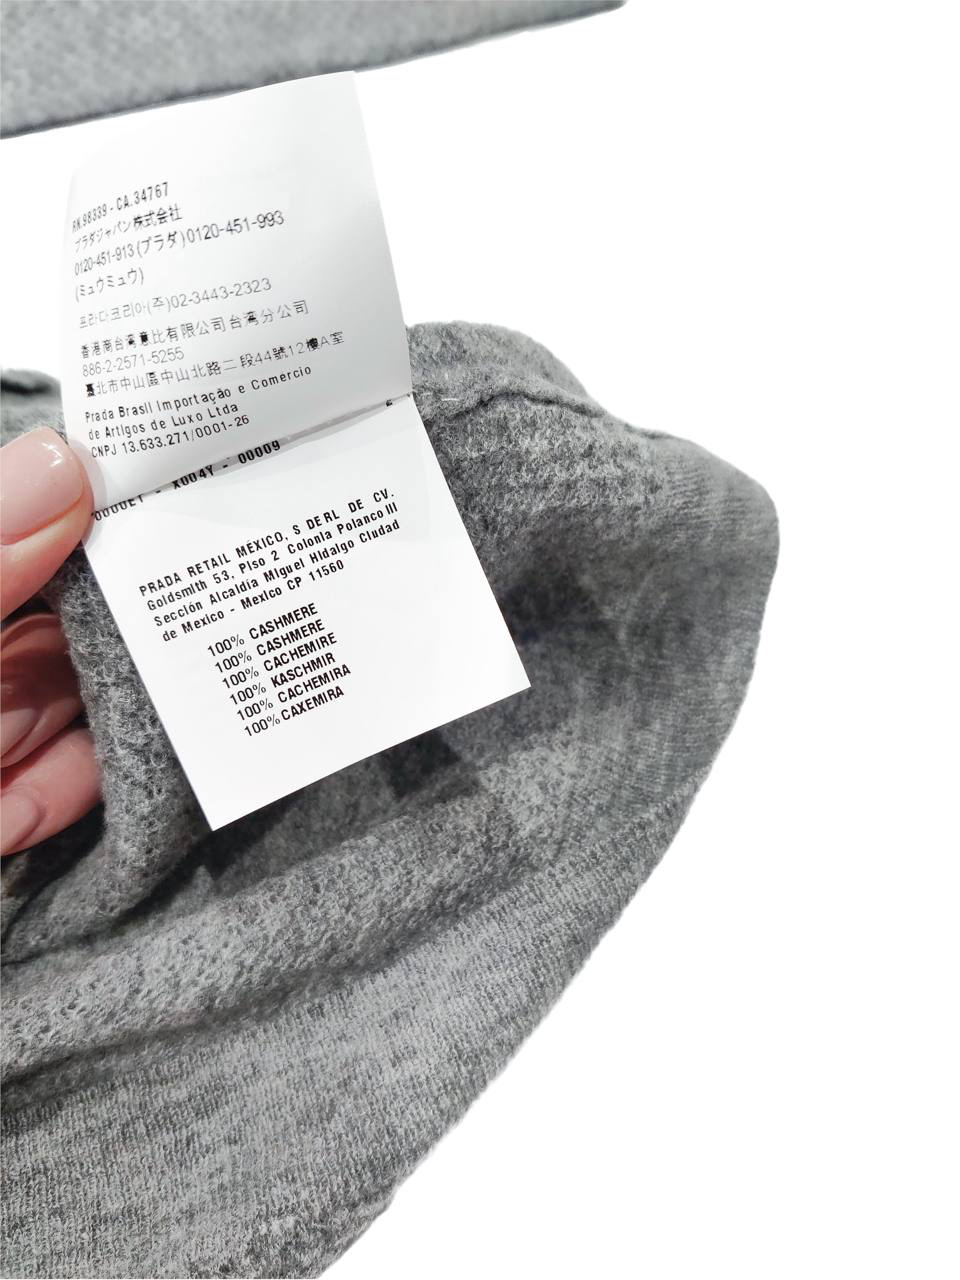 RN.98339 - CA.34767
プラダジャパン株式会社
0120-451-913 (プラダ) 0120-451-993
(ミュウミュウ)
프라다코리아(주)02-3443-2323
香港商台灣意比有限公司台灣分公司
886-2-2571-5255
臺北市中山區中山北路二段44號12樓A室
Prada Brasil Importação e Comércio
de Artigos de Luxo Ltda
CNPJ 13.633.271/0001-26
X004Y - 00009
PRADA RETAIL MÉXICO, S DE RL DE CV.
Goldsmith 53, Piso 2 Colonia Polanco III
Sección Alcaldía Miguel Hidalgo Ciudad
de Mexico - Mexico CP 11560
100% CASHMERE
100% CASHMERE
100% CACHEMIRE
100% KASCHMIR
100% CACHEMIRA
100% CAXEMIRA